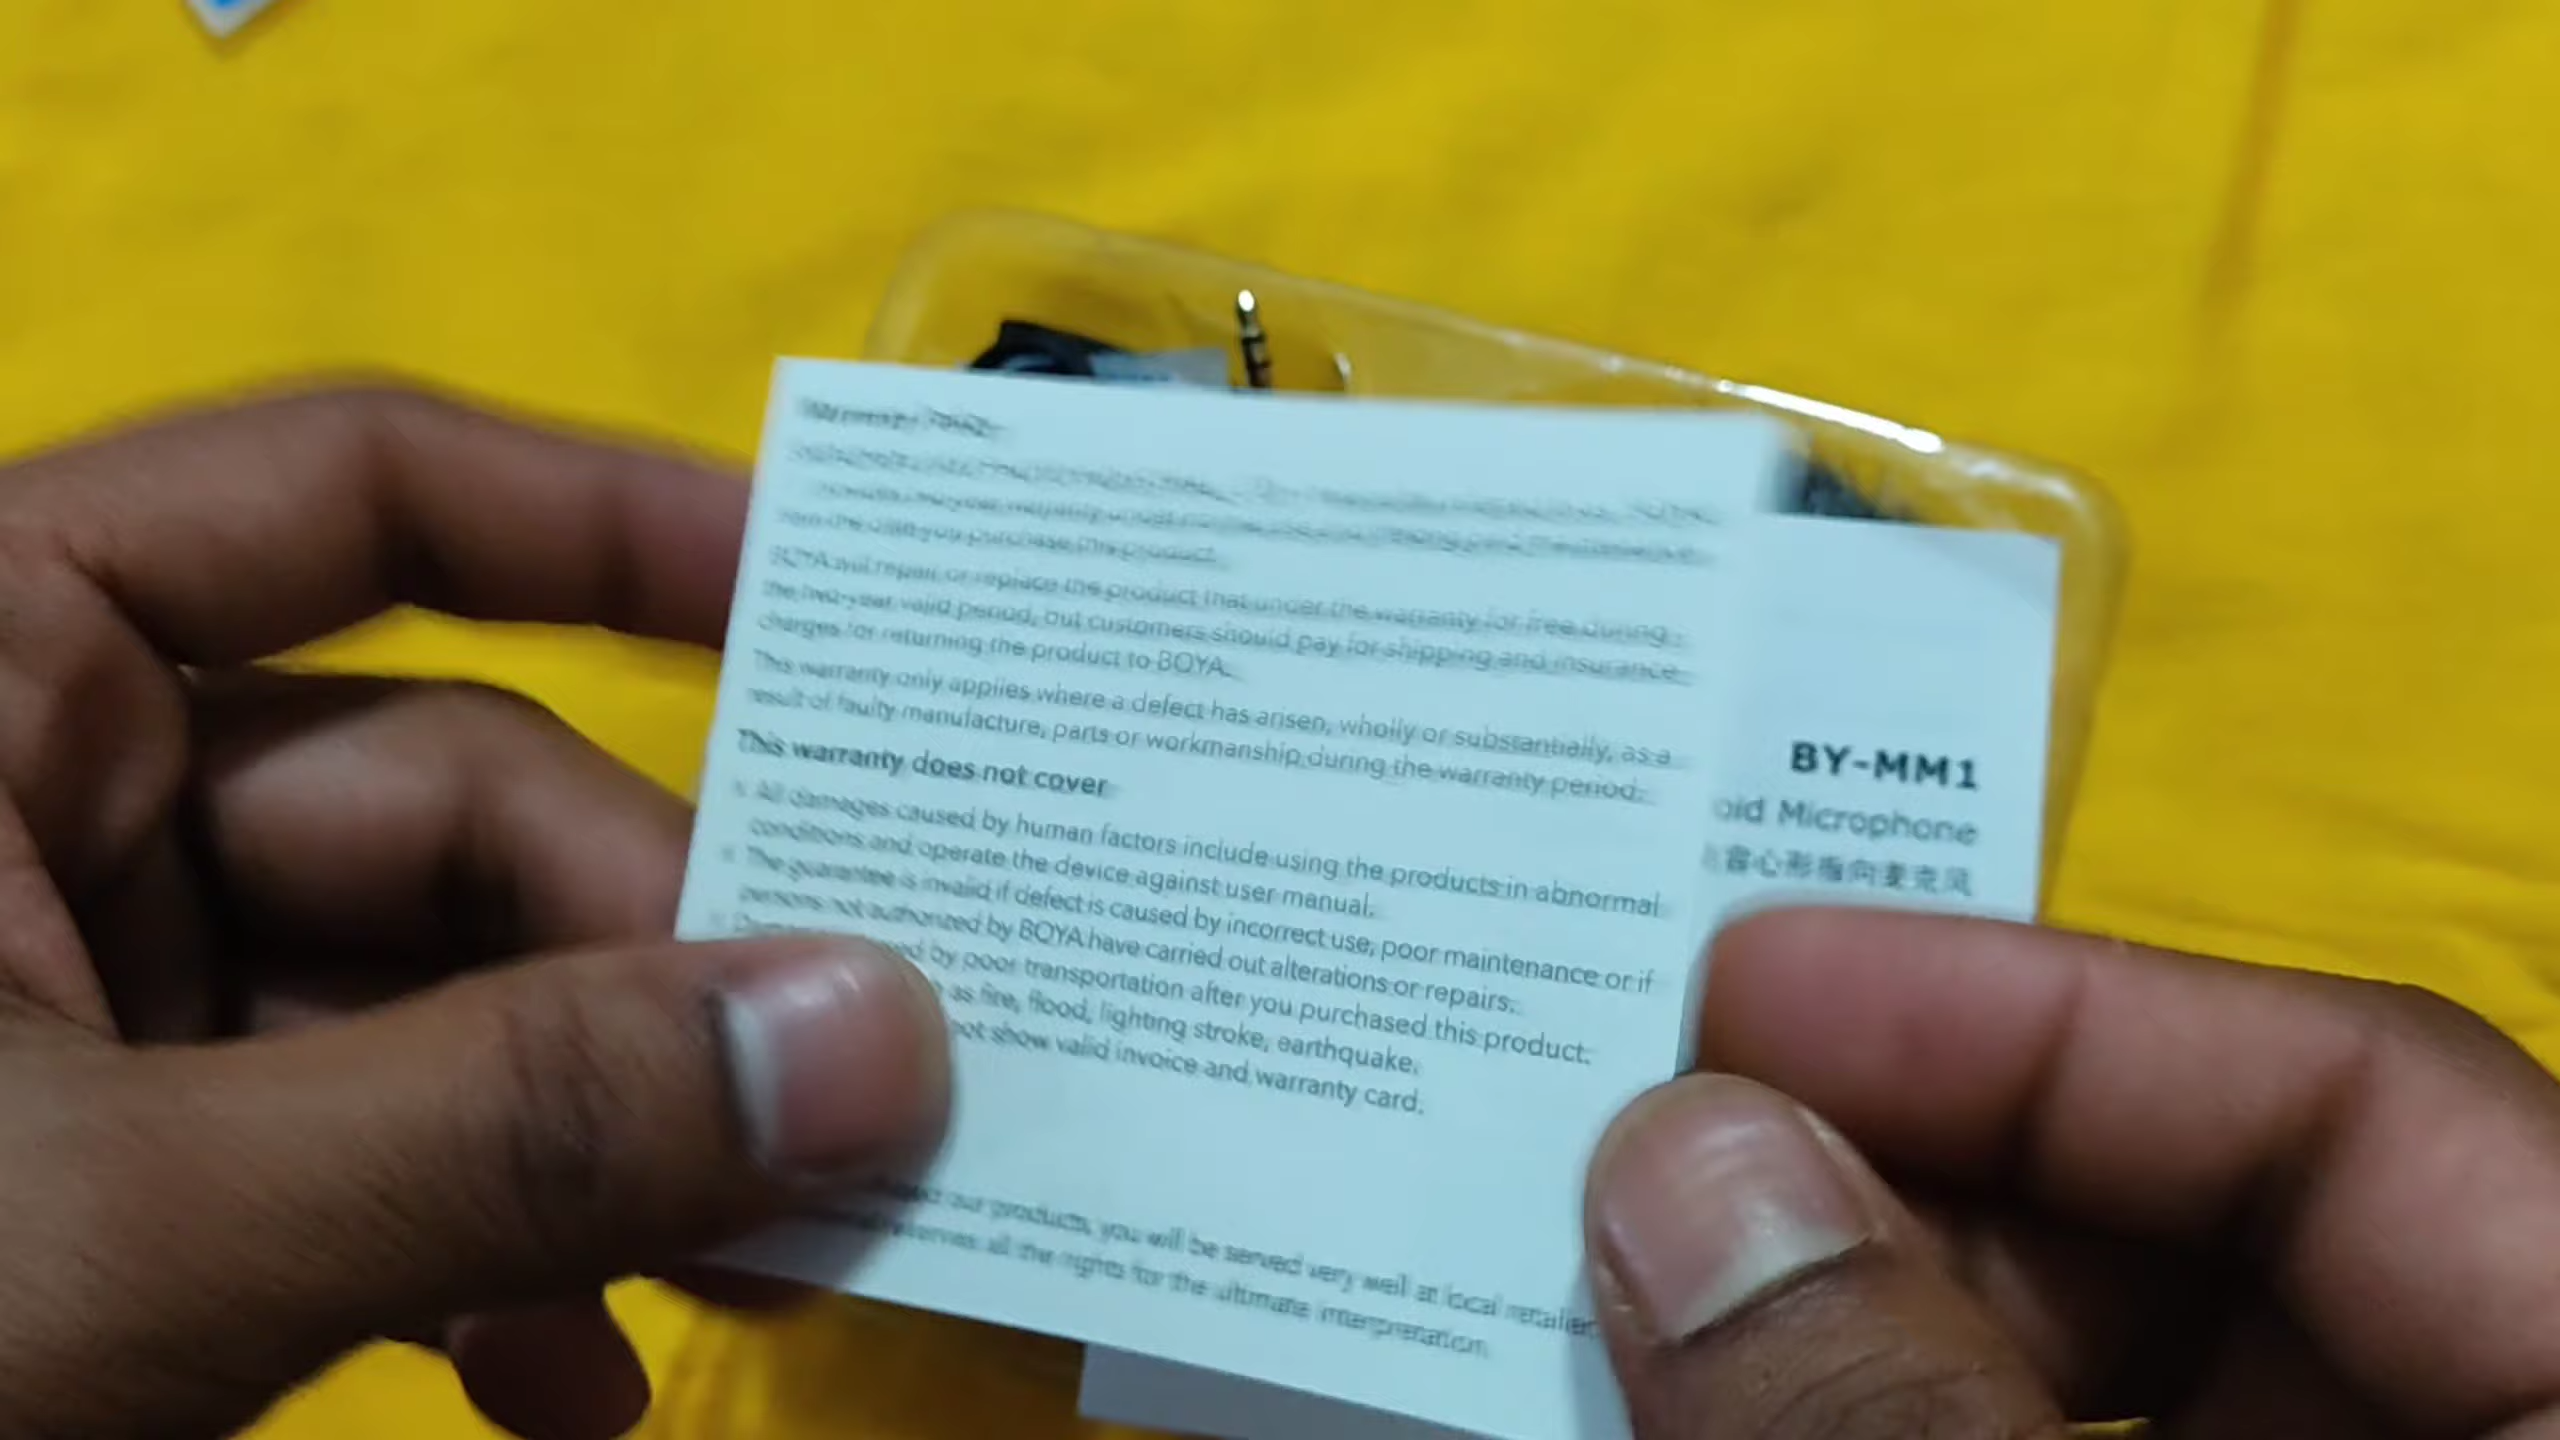 from the date you purchase this product.
BOYA will repair or replace the product that under the warranty for free during
the two-year valid period, but customers should pay for shipping and insurance
charges for returning the product to BOYA.
This warranty only applies where a defect has arisen, wholly or substantially, as a
result of faulty manufacture, parts or workmanship during the warranty period.
This warranty does not cover
All damages caused by human factors include using the products in abnormal
conditions and operate the device against user manual.
The guarantee is invalid if defect is caused by incorrect use, poor maintenance or if
persons not authorized by BOYA have carried out alterations or repairs.
by poor transportation after you purchased this product.
as fire, flood, lighting stroke, earthquake.
not show valid invoice and warranty card.
our products, you will be served very well at local
all the rights for the ultimate interpretation
BY-MM1
Microphone
音心形指向麦克风